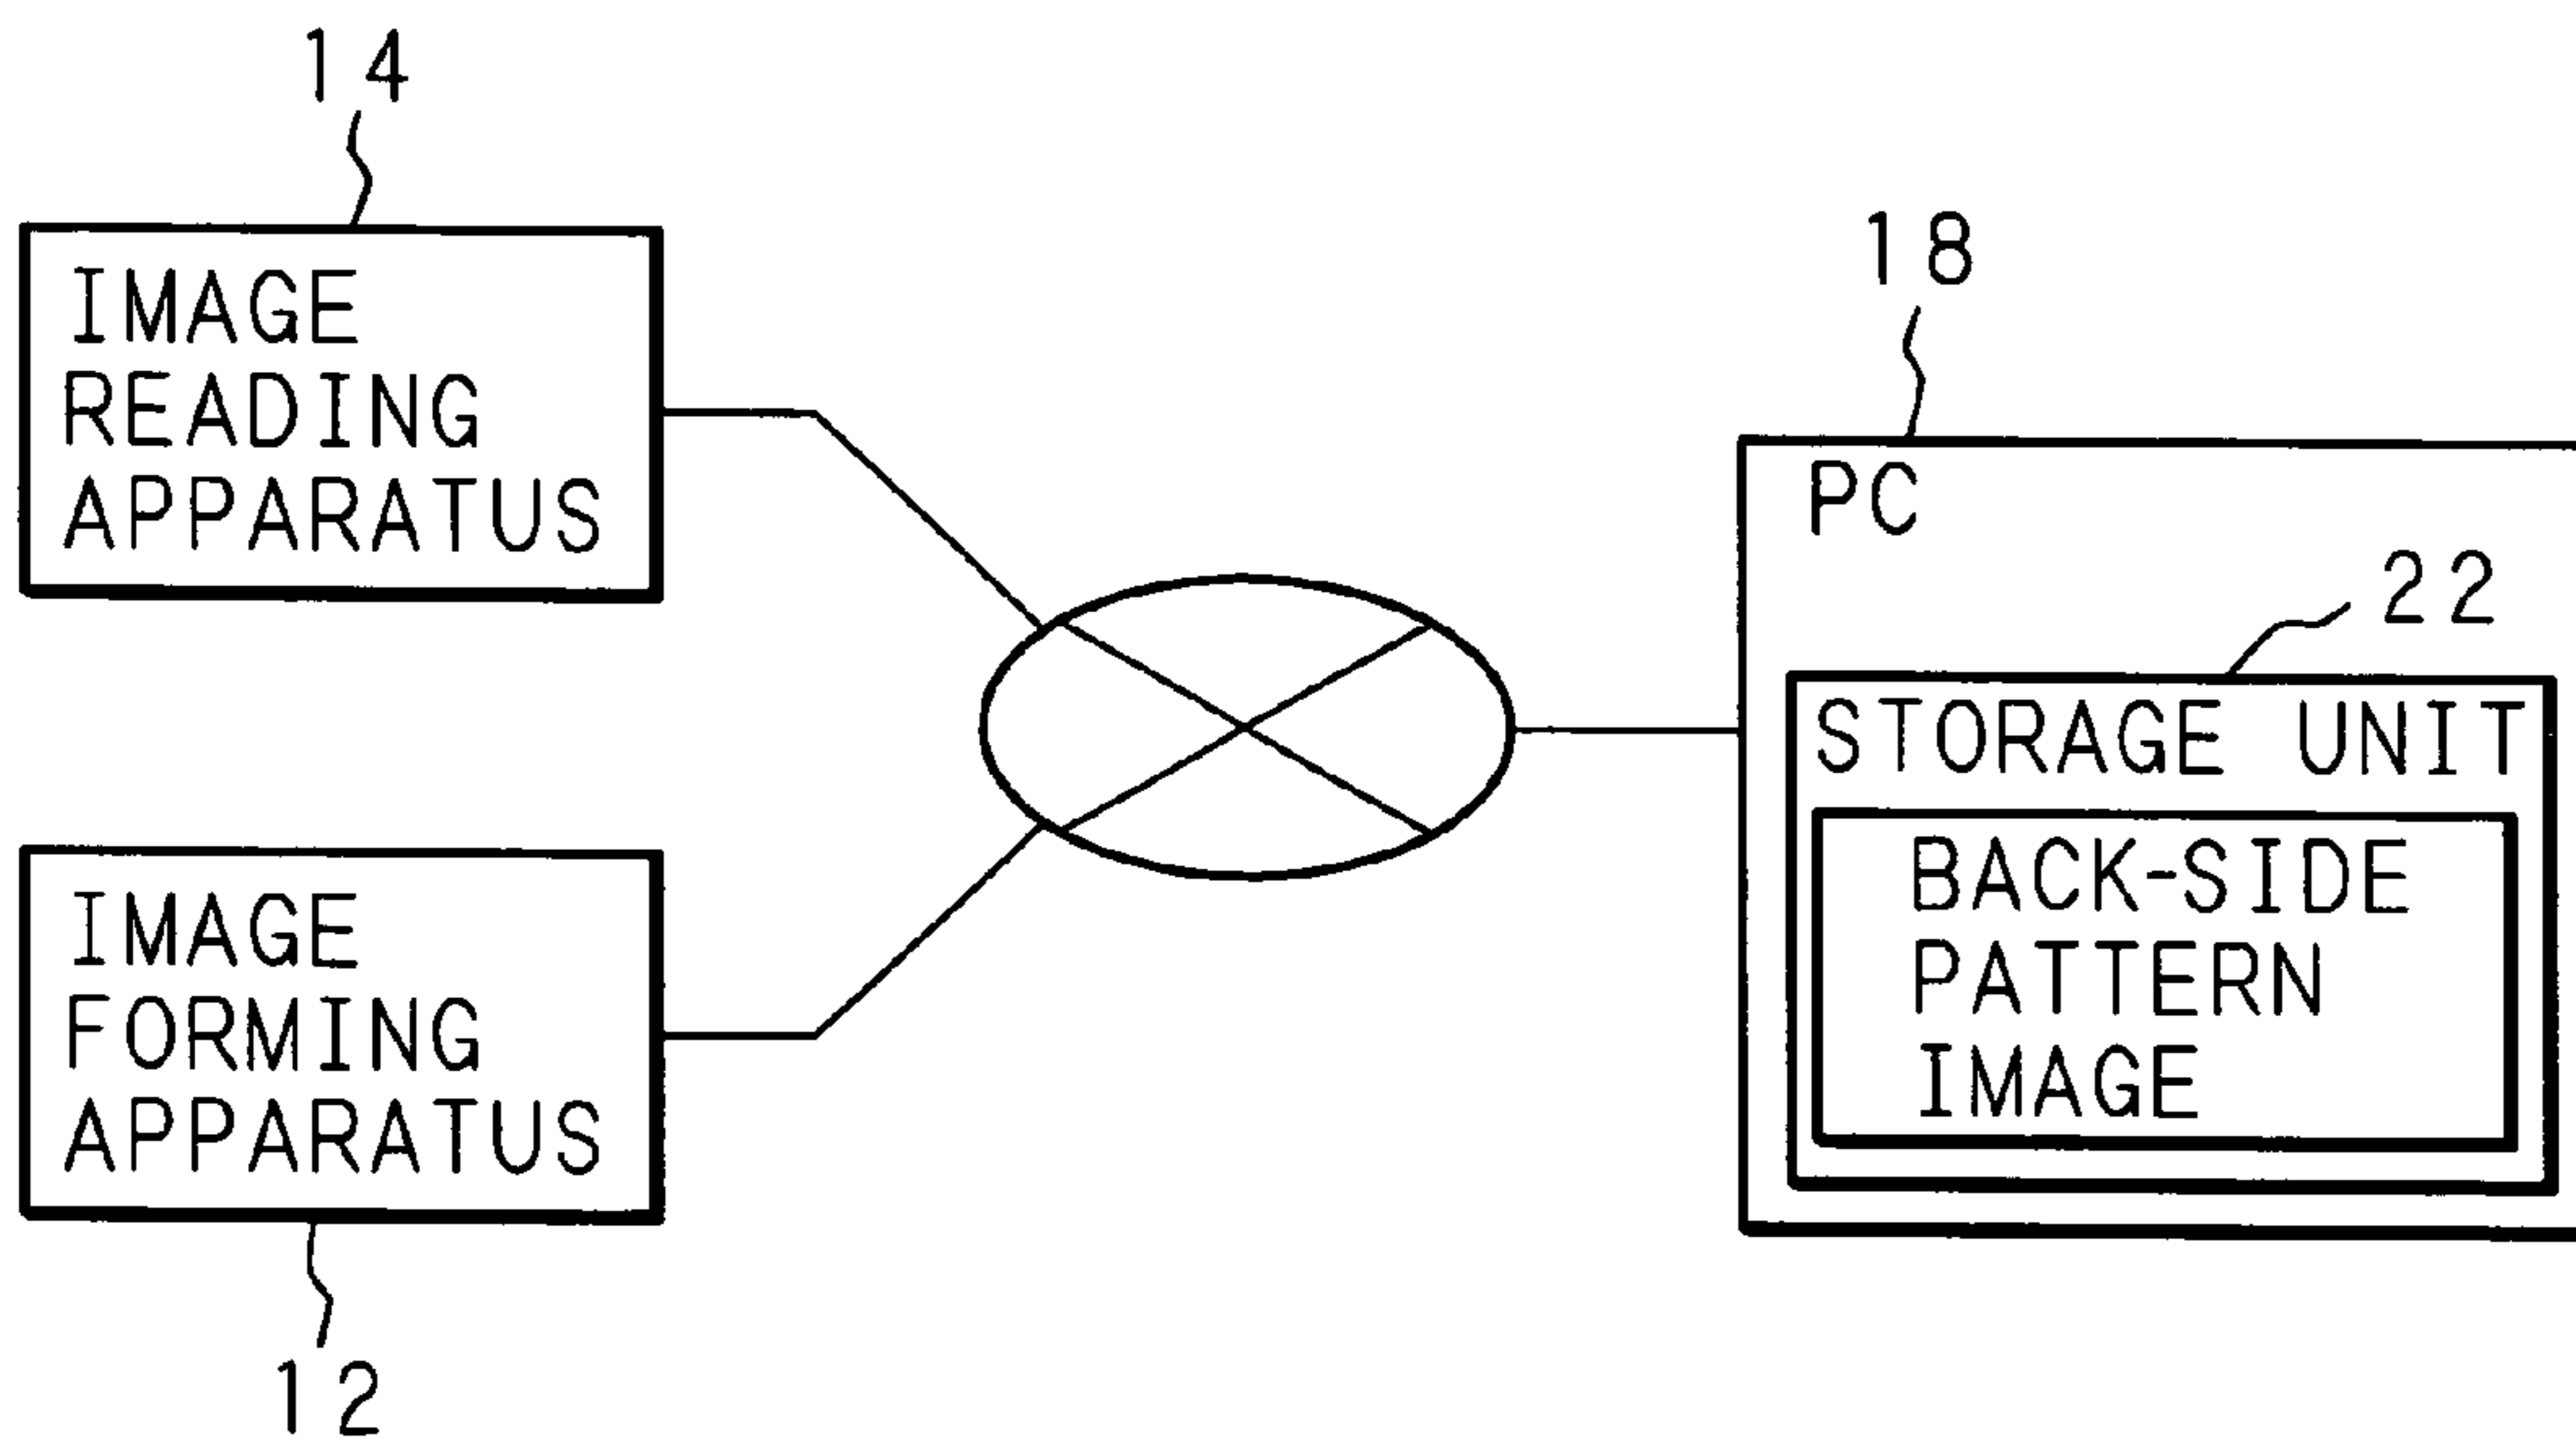 14
IMAGE
READING
APPARATUS
IMAGE
FORMING
APPARATUS
12
18
PC
22
STORAGE UNIT
BACK-SIDE
PATTERN
IMAGE